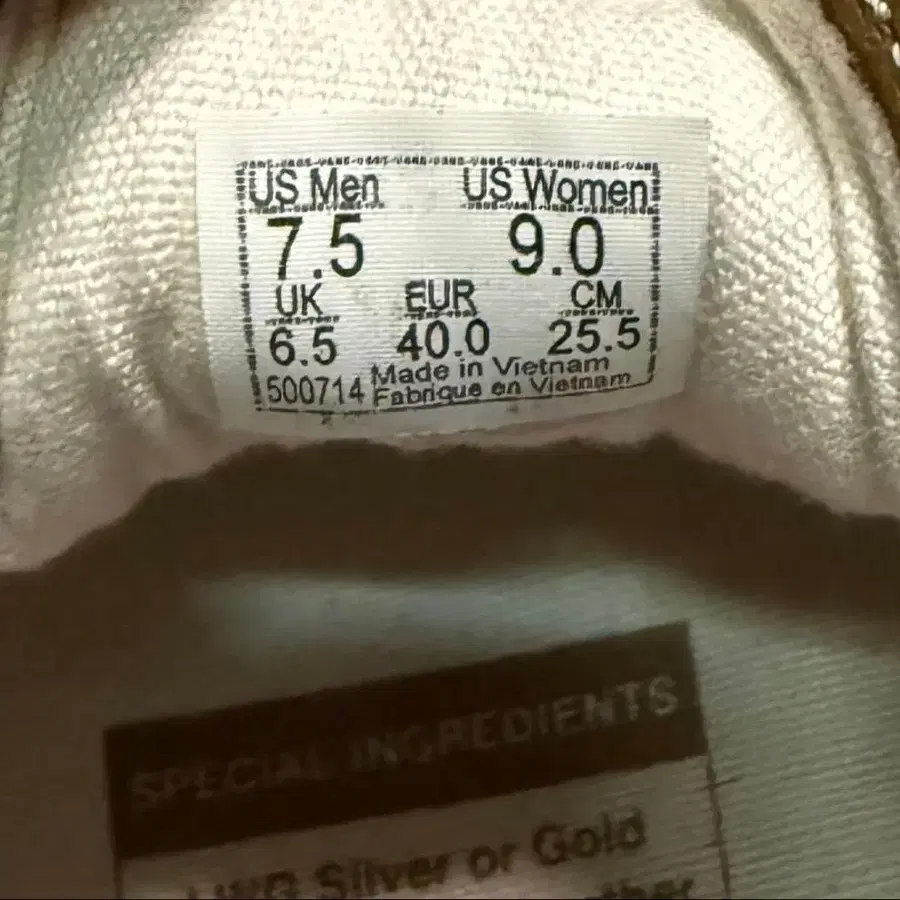 US Men US Women
7.5 9.0
UK EUR CM
6.5 40.0 25.5
500714 Made in Vietnam
Fabrique en Vietnam
SPECIAL INGREDIENTS
LWG Silver or Gold